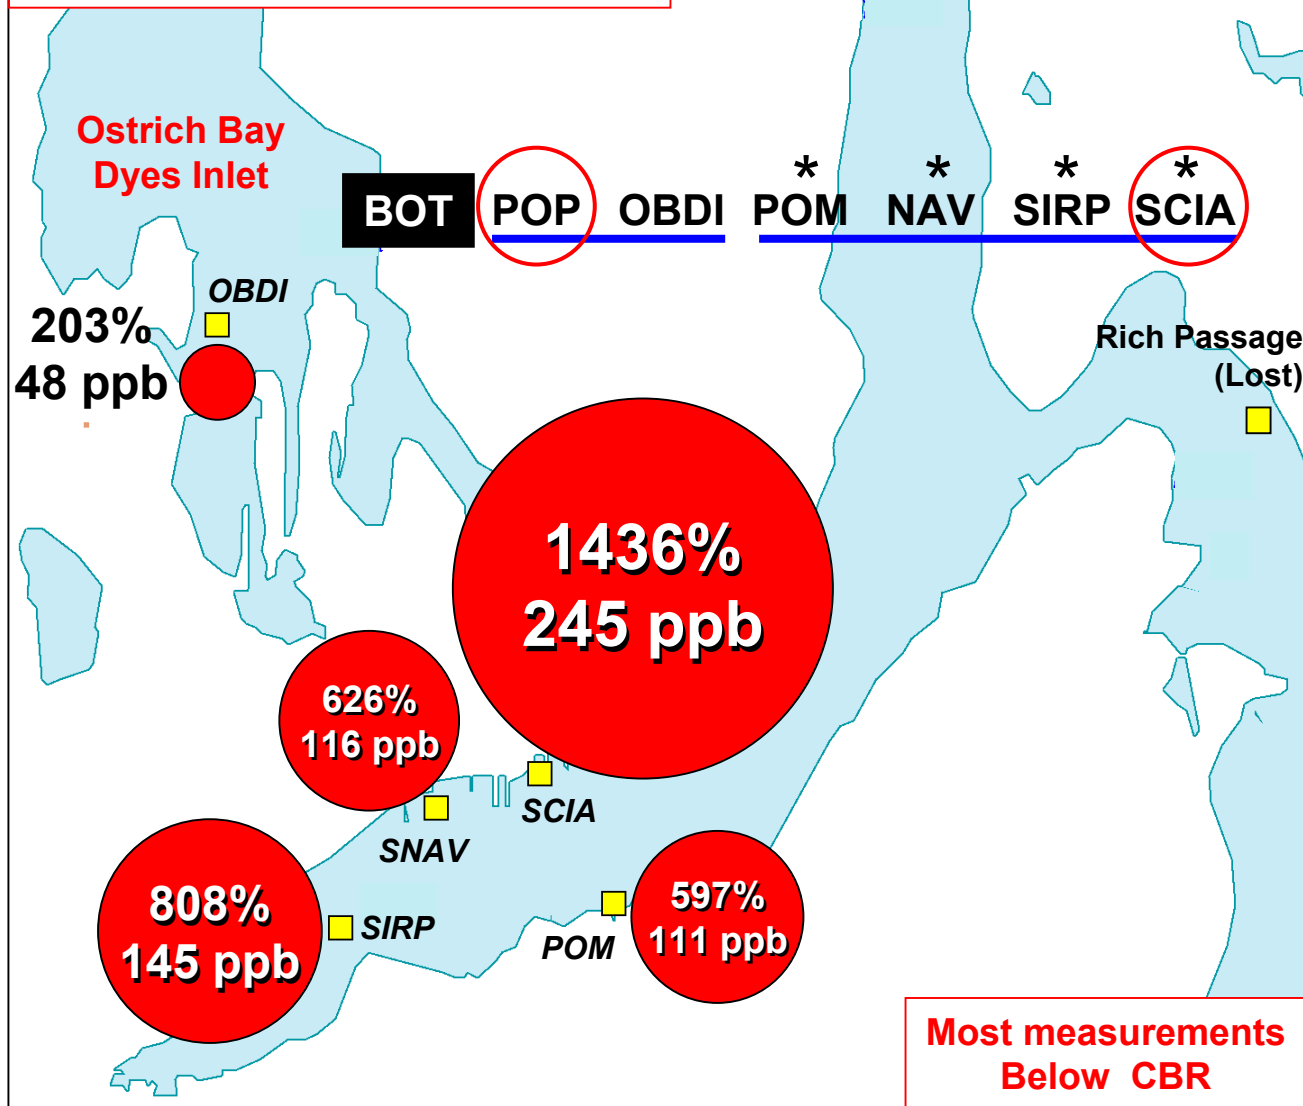 Ostrich Bay
Dyes Inlet
* * * *
BOT POP OBDI POM NAV SIRP SCIA
OBDI
203%
48 ppb
Rich Passage
(Lost)
1436%
245 ppb
626%
116 ppb
SCIA
SNAV
808%
145 ppb
SIRP
597%
111 ppb
POM
Most measurements
Below CBR